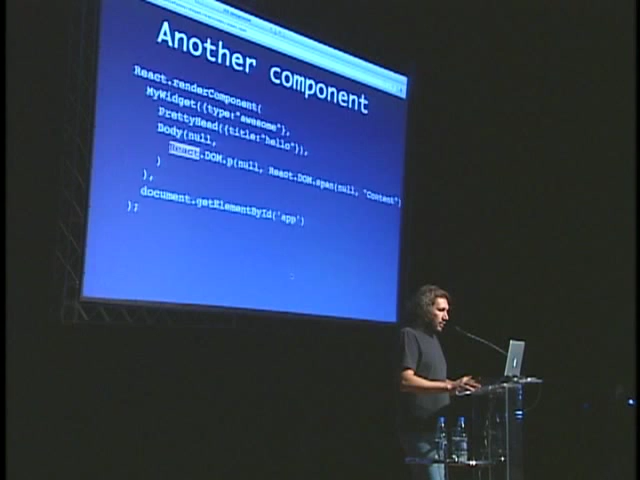 Another component
React.renderComponent(
MyWidget({type:"awesome"},
PrettyHead({title:"hello"}),
Body(null,
React.DOM.p(null, React.DOM.span(null, "Content")
)
),
document.getElementById('app')
);